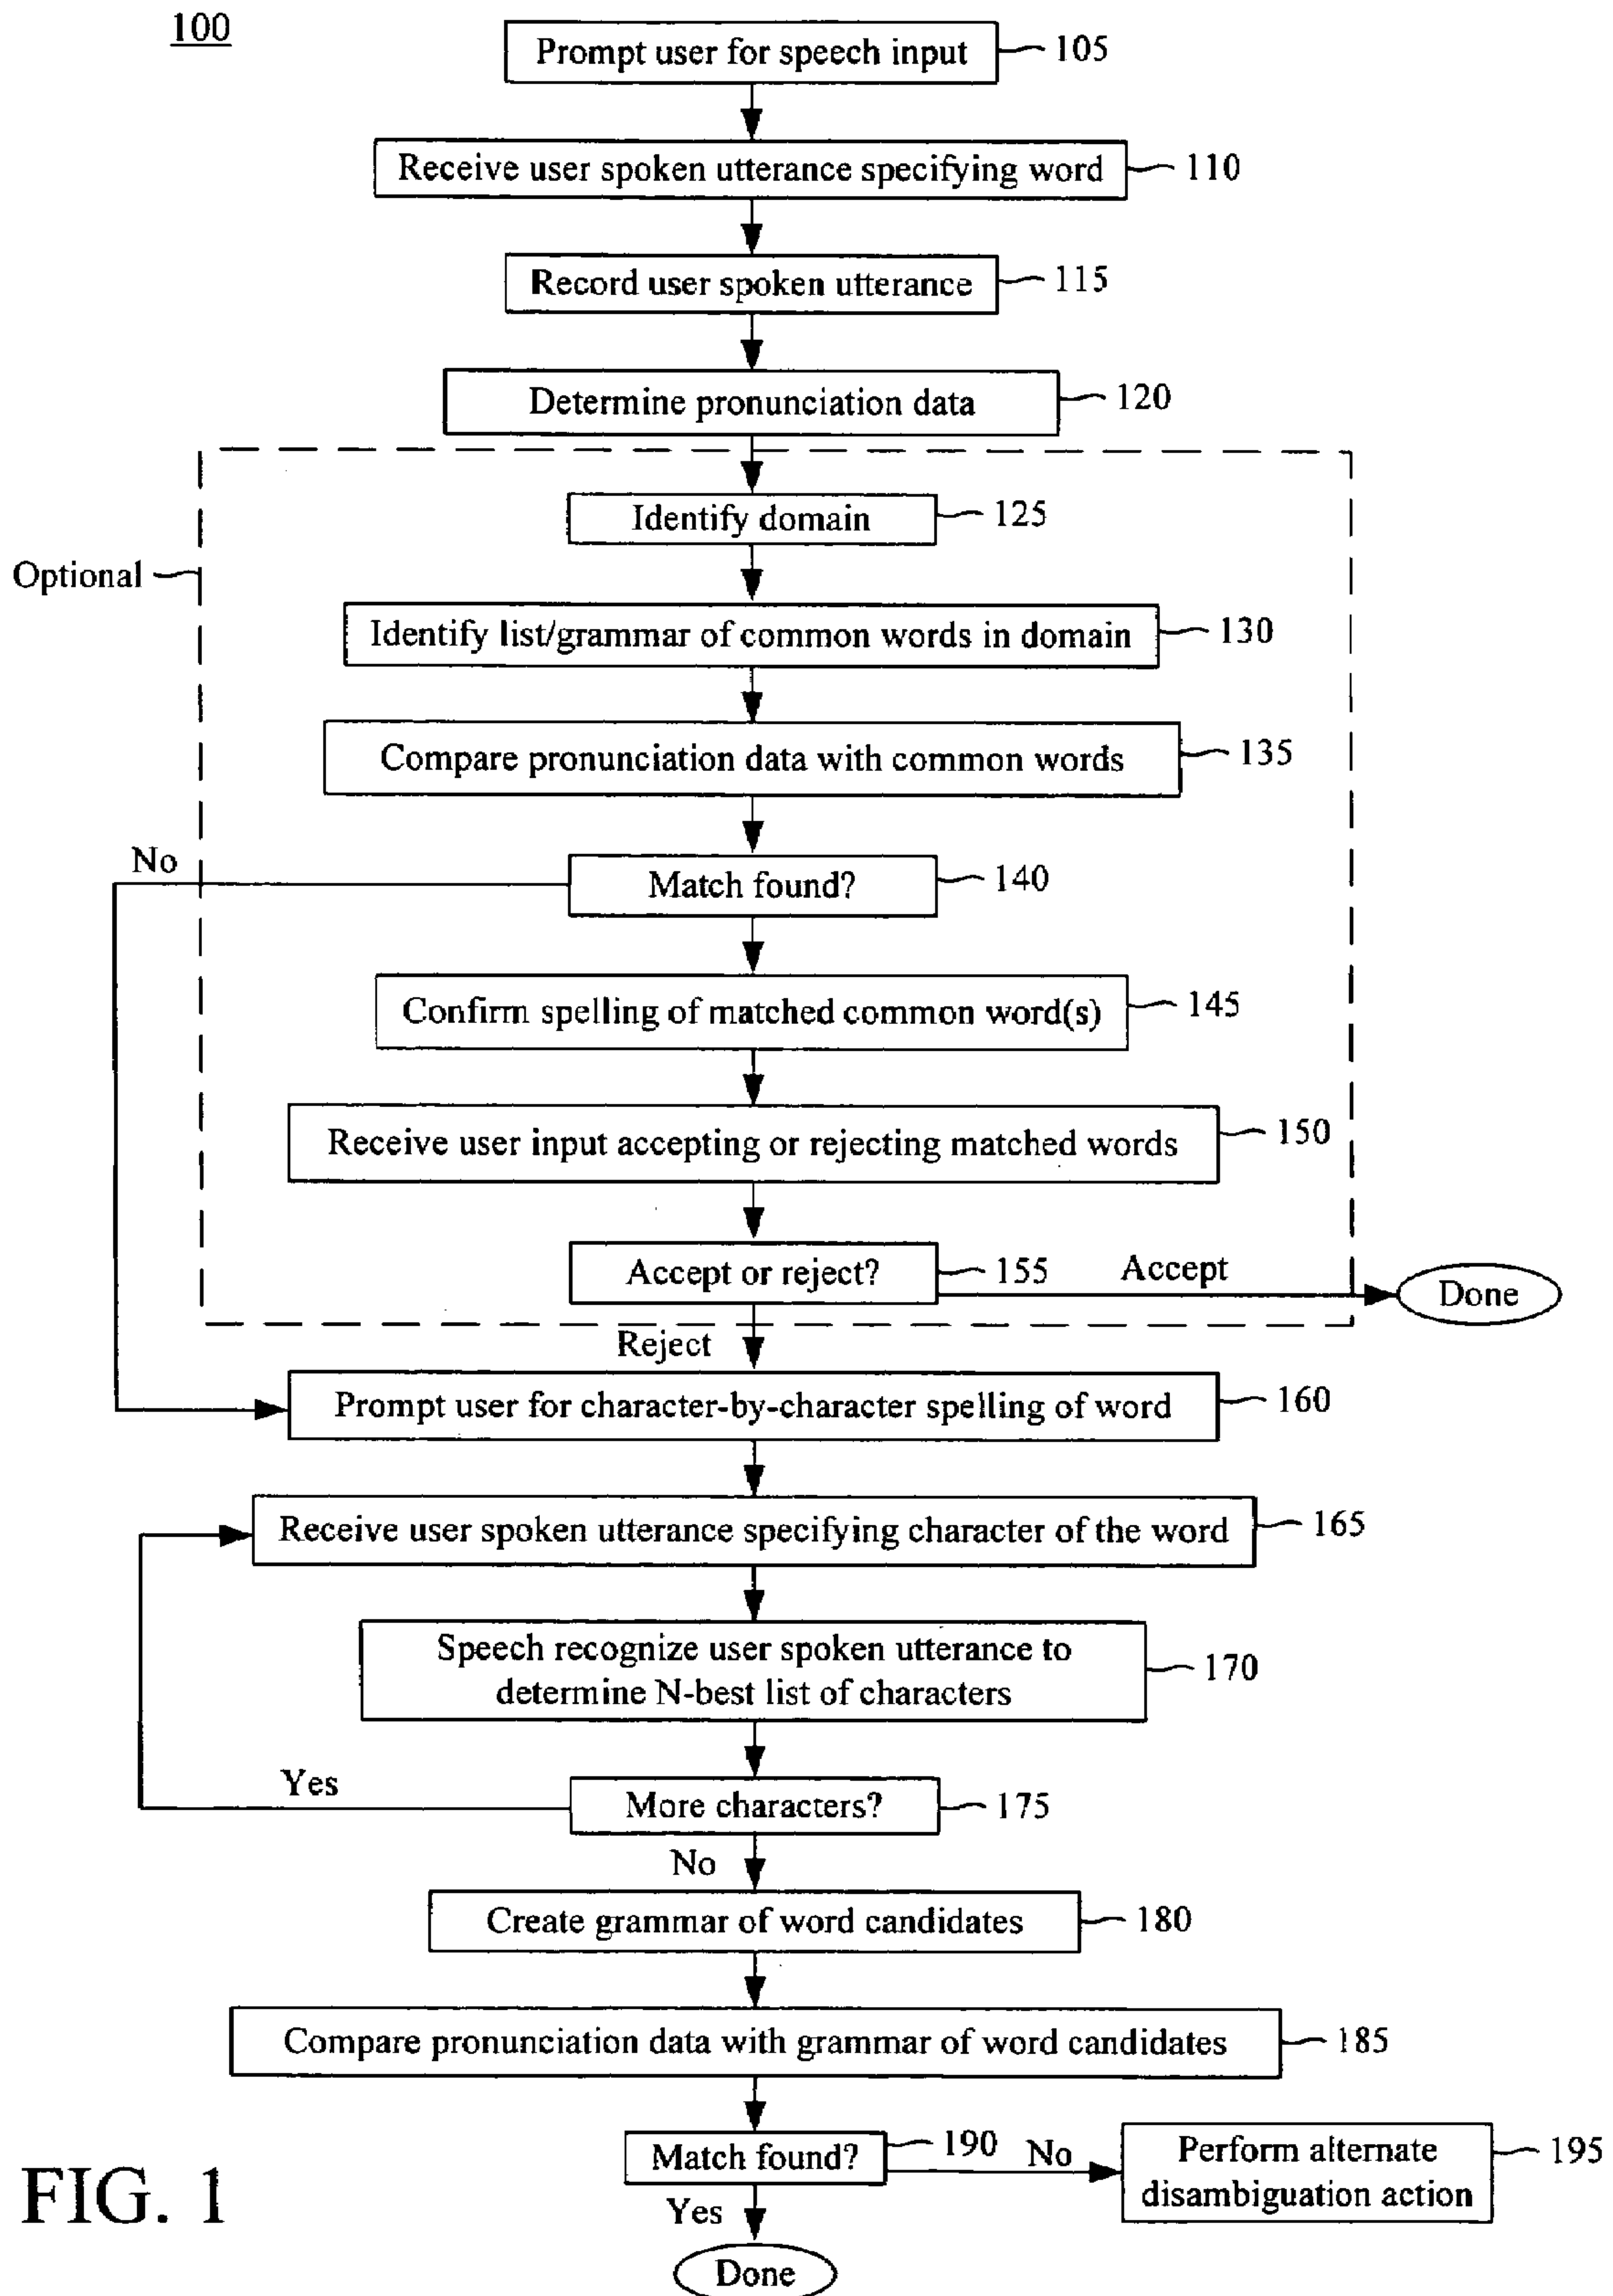 100
Prompt user for speech input
105
Receive user spoken utterance specifying word
110
Record user spoken utterance
115
Determine pronunciation data
120
Identify domain
125
Optional
Identify list/grammar of common words in domain
130
Compare pronunciation data with common words
135
No
Match found?
140
Confirm spelling of matched common word(s)
145
Receive user input accepting or rejecting matched words
150
Accept or reject?
155
Accept
Done
Reject
Prompt user for character-by-character spelling of word
160
Receive user spoken utterance specifying character of the word
165
Speech recognize user spoken utterance to
determine N-best list of characters
170
Yes
More characters?
175
No
Create grammar of word candidates
180
Compare pronunciation data with grammar of word candidates
185
Match found?
190
No
Perform alternate
disambiguation action
195
Yes
Done
FIG. 1